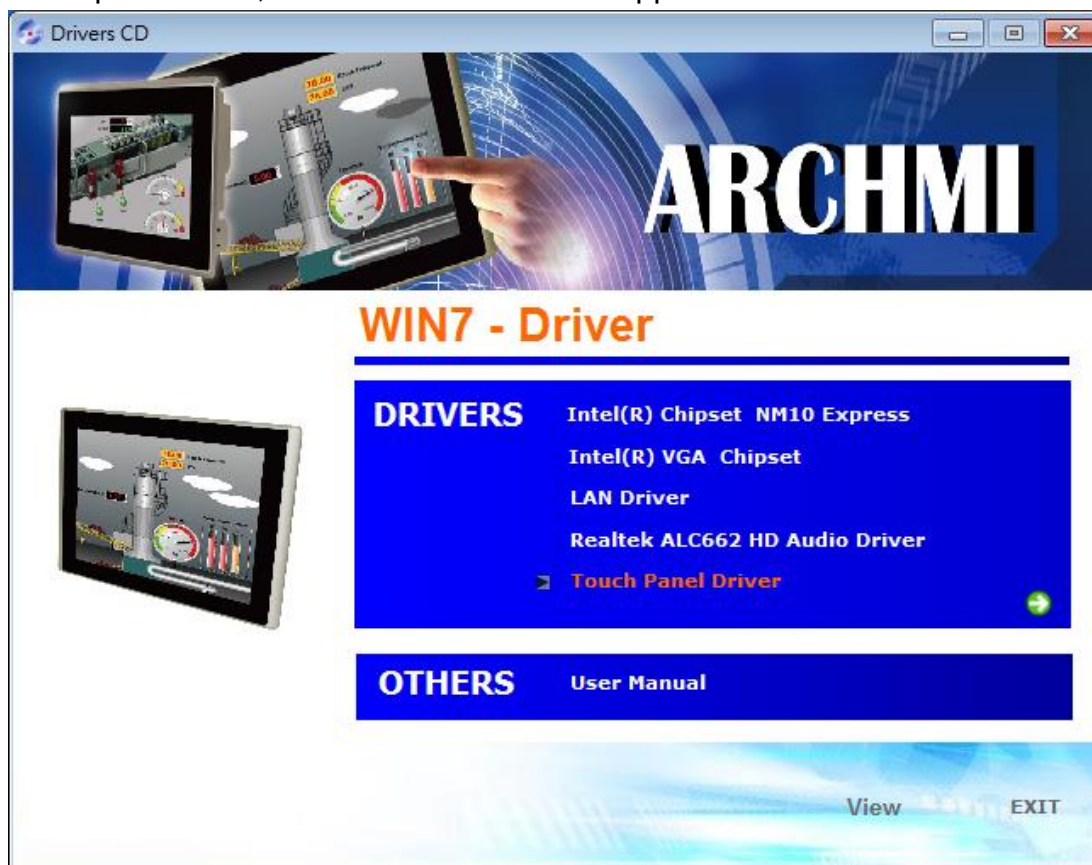 Drivers CD
ARCHMI
WIN7 - Driver
DRIVERS
Intel(R) Chipset NM10 Express
Intel(R) VGA Chipset
LAN Driver
Realtek ALC662 HD Audio Driver
Touch Panel Driver
OTHERS
User Manual
View
EXIT